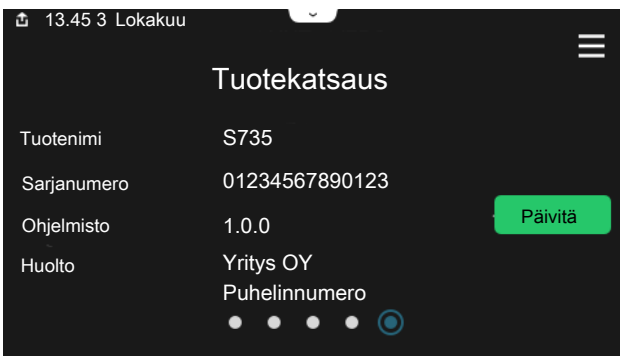 13.45 3 Lokakuu
Tuotekatsaus
Tuotenimi S735
Sarjanumero 01234567890123
Ohjelmisto 1.0.0 Päivitä
Huolto Yritys OY
Puhelinnumero